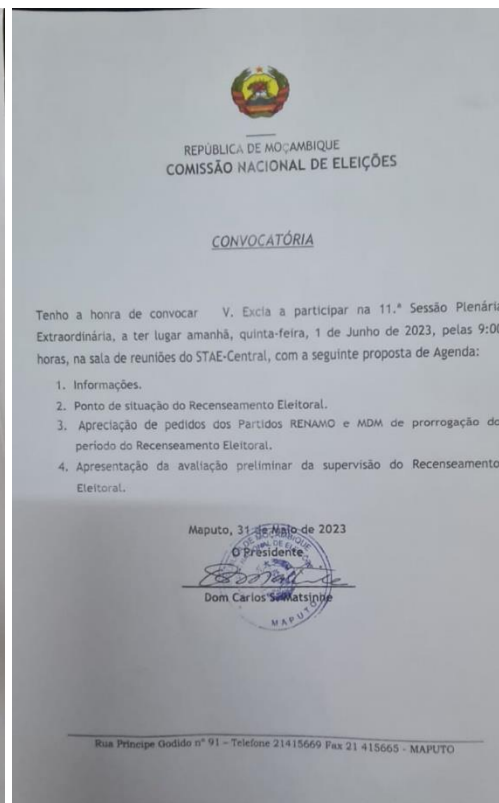 REPÚBLICA DE MOÇAMBIQUE
COMISSÃO NACIONAL DE ELEIÇÕES
CONVOCATÓRIA
Tenho a honra de convocar V. Excia a participar na 11.ª Sessão Plenária
Extraordinária, a ter lugar amanhã, quinta-feira, 1 de Junho de 2023, pelas 9:00
horas, na sala de reuniões do STAE-Central, com a seguinte proposta de Agenda:
1. Informações.
2. Ponto de situação do Recenseamento Eleitoral.
3. Apreciação de pedidos dos Partidos RENAMO e MDM de prorrogação do
período do Recenseamento Eleitoral.
4. Apresentação da avaliação preliminar da supervisão do Recenseamento
Eleitoral.
Maputo, 31 de Maio de 2023
O Presidente
Dom Carlos S. Matsinhe
MAPUTO
Rua Príncipe Godido nº 91 – Telefone 21415669 Fax 21 415665 - MAPUTO